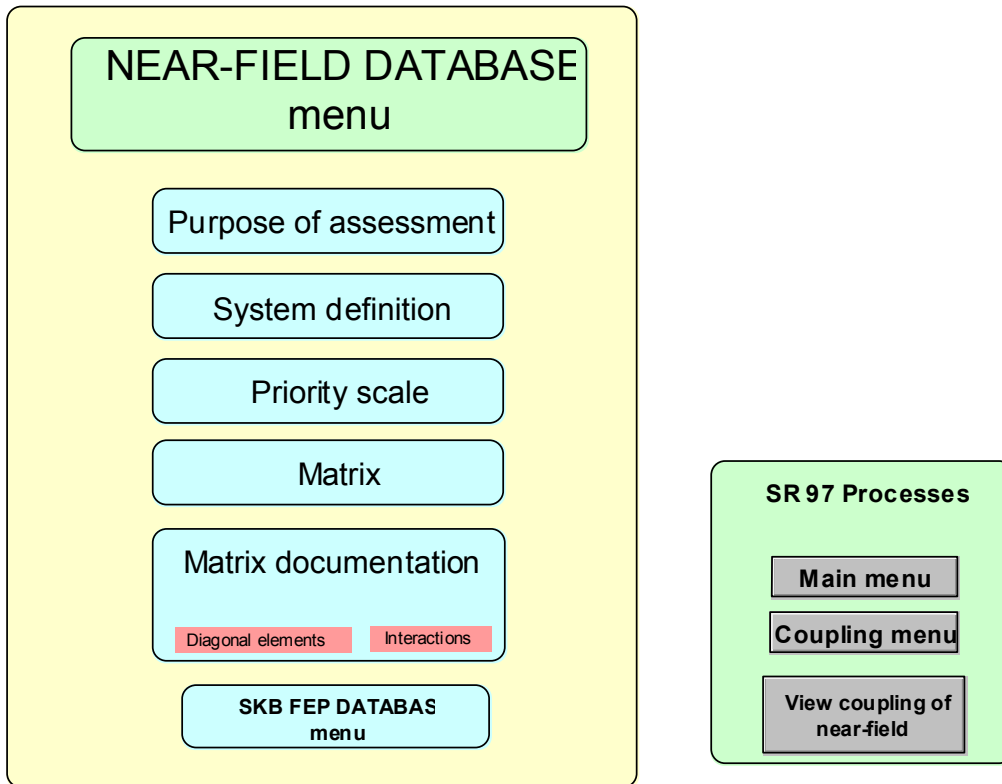 NEAR-FIELD DATABASE
menu
Purpose of assessment
System definition
Priority scale
Matrix
Matrix documentation
Diagonal elements Interactions
SKB FEP DATABAS
menu
SR 97 Processes
Main menu
Coupling menu
View coupling of
near-field